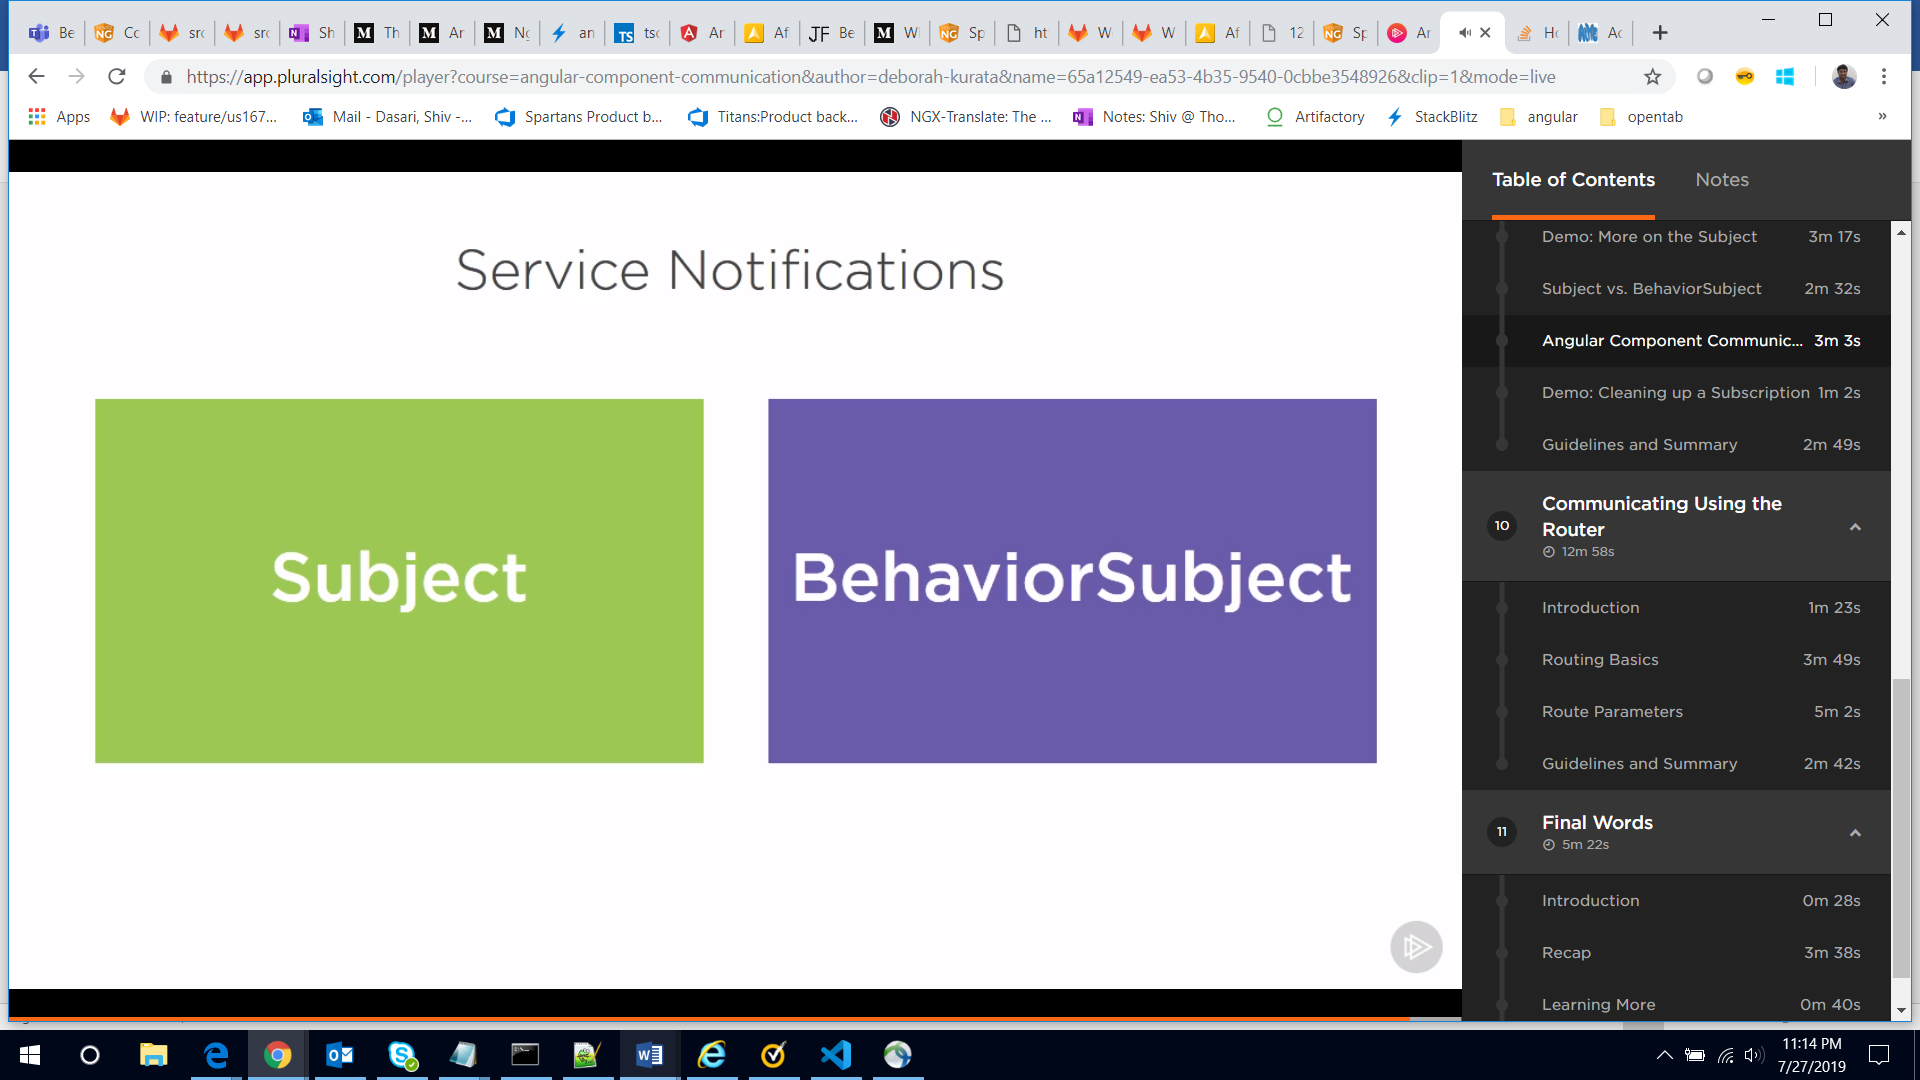 Be
Cc
src
src
Sh
Th
Ar
Ng
an
tsc
Ar
Af
JF Be
W
Sp
ht
W
W
Af
12
Sp
Ar
Ho
Ac
https://app.pluralsight.com/player?course=angular-component-communication&author=deborah-kurata&name=65a12549-ea53-4b35-9540-0cbbe3548926&clip=1&mode=live
Apps
WIP: feature/us167...
Mail - Dasari, Shiv -...
Spartans Product b...
Titans:Product back...
NGX-Translate: The ...
Notes: Shiv @ Tho...
Artifactory
StackBlitz
angular
opentab
»
Service Notifications
Subject
BehaviorSubject
Table of Contents
Notes
Demo: More on the Subject 3m 17s
Subject vs. BehaviorSubject 2m 32s
Angular Component Communic... 3m 3s
Demo: Cleaning up a Subscription 1m 2s
Guidelines and Summary 2m 49s
10
Communicating Using the
Router
12m 58s
Introduction 1m 23s
Routing Basics 3m 49s
Route Parameters 5m 2s
Guidelines and Summary 2m 42s
11
Final Words
5m 22s
Introduction 0m 28s
Recap 3m 38s
Learning More 0m 40s
11:14 PM
7/27/2019